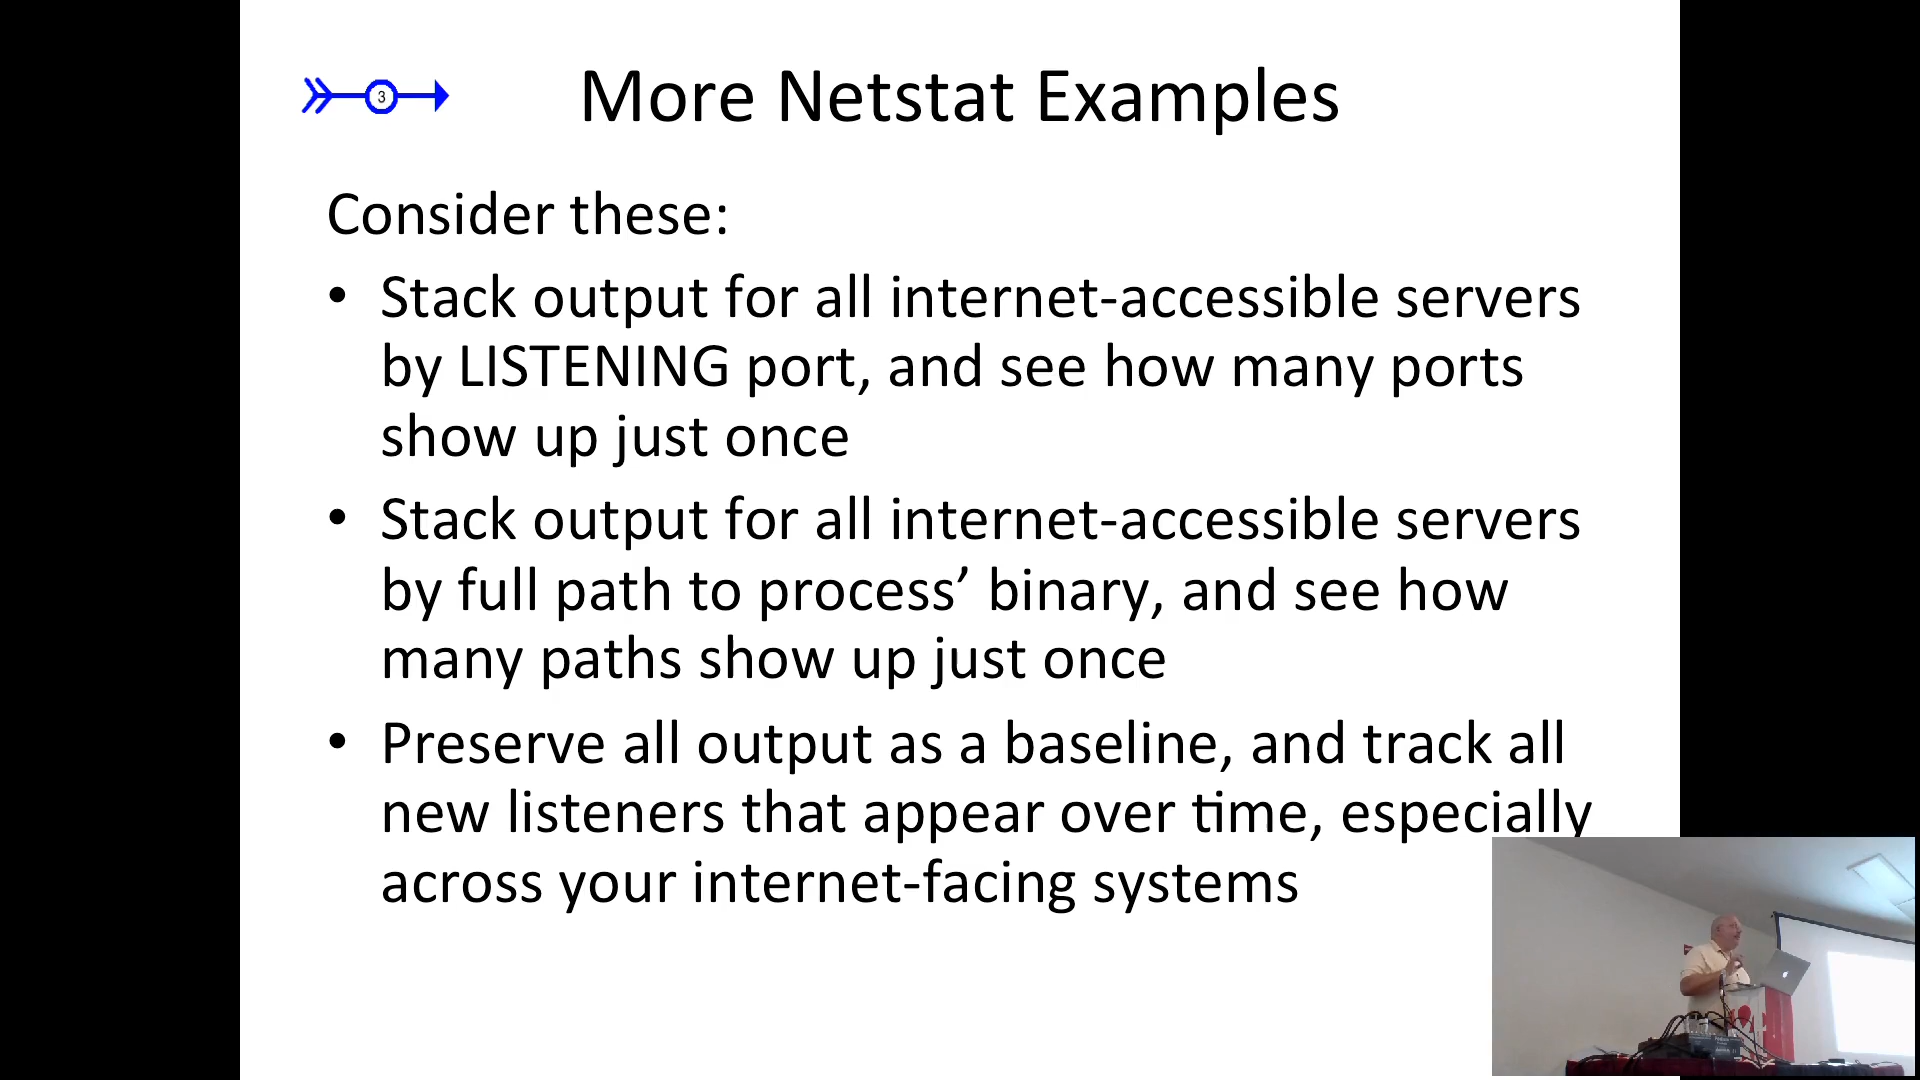 3
More Netstat Examples
Consider these:
• Stack output for all internet-accessible servers
by LISTENING port, and see how many ports
show up just once
• Stack output for all internet-accessible servers
by full path to process’ binary, and see how
many paths show up just once
• Preserve all output as a baseline, and track all
new listeners that appear over time, especially
across your internet-facing systems